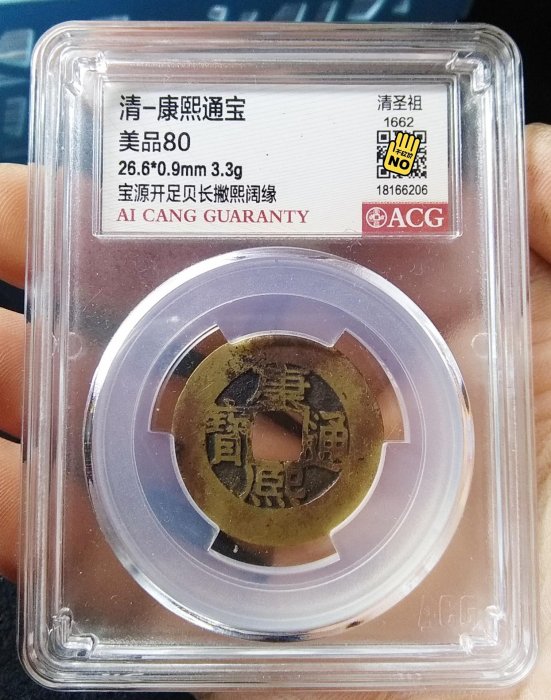 清-康熙通宝
美品80
26.6*0.9mm 3.3g
宝源开足贝长撇熙阔缘
AI CANG GUARANTY
清圣祖
1662
NO
18166206
ACG
康熙通寶
ACG